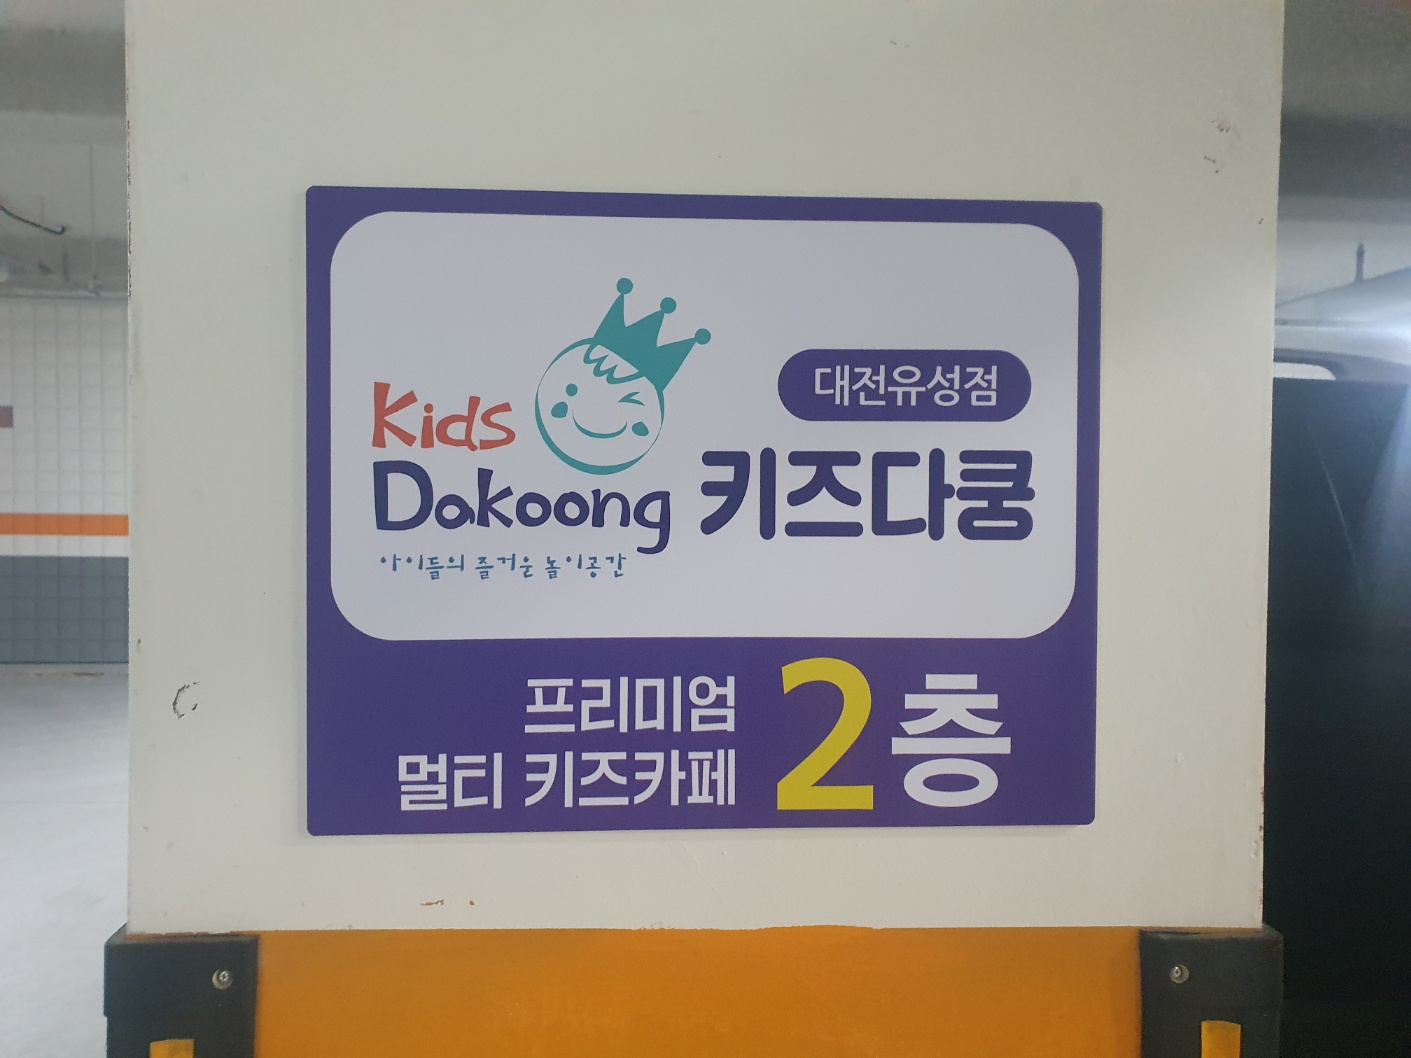 Kids
Dakoong
아이들의 즐거운 놀이공간
대전유성점
키즈다쿵
프리미엄
멀티 키즈카페
2층